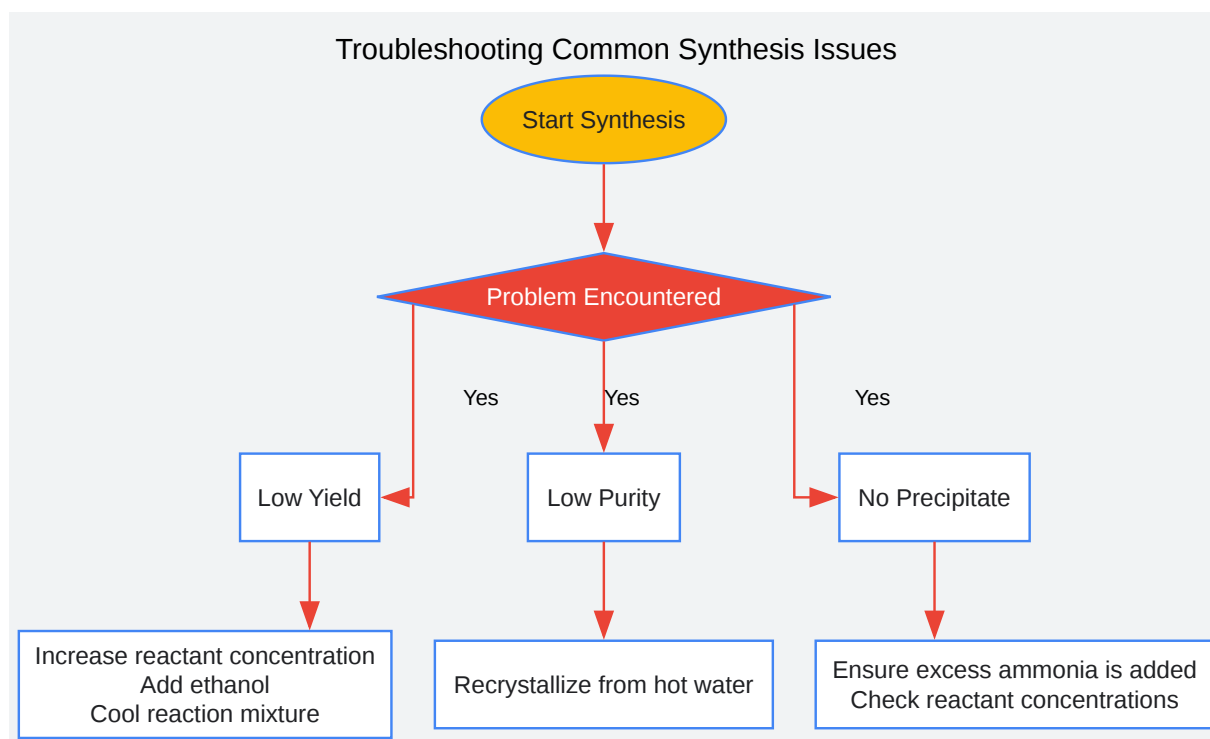 Troubleshooting Common Synthesis Issues
Start Synthesis
Problem Encountered
Yes
Yes
Yes
Low Yield
Low Purity
No Precipitate
Increase reactant concentration
Add ethanol
Cool reaction mixture
Recrystallize from hot water
Ensure excess ammonia is added
Check reactant concentrations